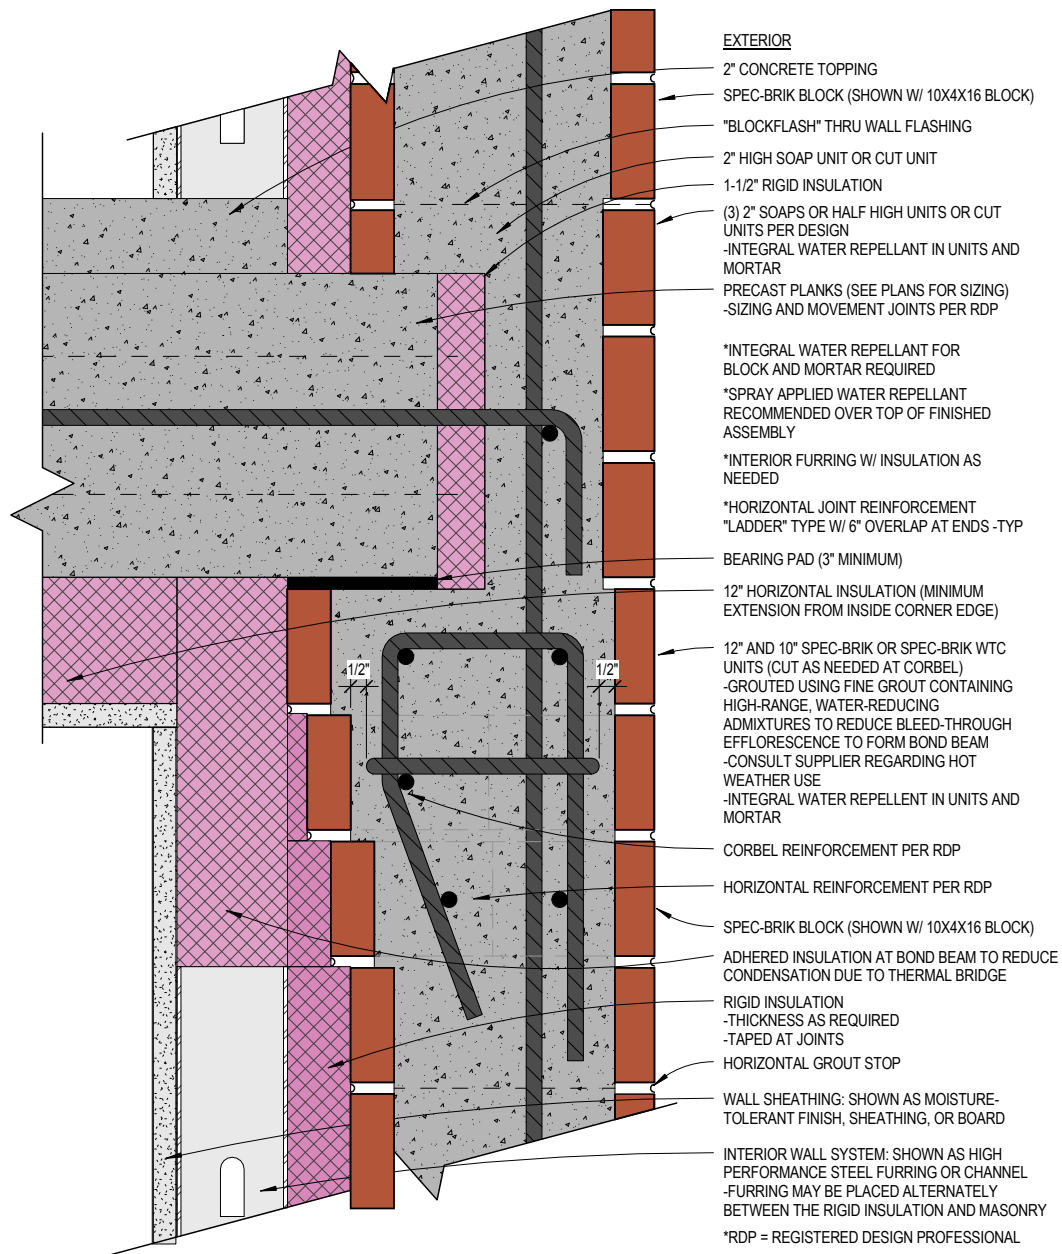 EXTERIOR
2" CONCRETE TOPPING
SPEC-BRIK BLOCK (SHOWN W/ 10X4X16 BLOCK)
"BLOCKFLASH" THRU WALL FLASHING
2" HIGH SOAP UNIT OR CUT UNIT
1-1/2" RIGID INSULATION
(3) 2" SOAPS OR HALF HIGH UNITS OR CUT
UNITS PER DESIGN
-INTEGRAL WATER REPELLANT IN UNITS AND
MORTAR
PRECAST PLANKS (SEE PLANS FOR SIZING)
-SIZING AND MOVEMENT JOINTS PER RDP
*INTEGRAL WATER REPELLANT FOR
BLOCK AND MORTAR REQUIRED
*SPRAY APPLIED WATER REPELLANT
RECOMMENDED OVER TOP OF FINISHED
ASSEMBLY
*INTERIOR FURRING W/ INSULATION AS
NEEDED
*HORIZONTAL JOINT REINFORCEMENT
"LADDER" TYPE W/ 6" OVERLAP AT ENDS -TYP
BEARING PAD (3" MINIMUM)
12" HORIZONTAL INSULATION (MINIMUM
EXTENSION FROM INSIDE CORNER EDGE)
1/2"
1/2"
12" AND 10" SPEC-BRIK OR SPEC-BRIK WTC
UNITS (CUT AS NEEDED AT CORBEL)
-GROUTED USING FINE GROUT CONTAINING
HIGH-RANGE, WATER-REDUCING
ADMIXTURES TO REDUCE BLEED-THROUGH
EFFLORESCENCE TO FORM BOND BEAM
-CONSULT SUPPLIER REGARDING HOT
WEATHER USE
-INTEGRAL WATER REPELLENT IN UNITS AND
MORTAR
CORBEL REINFORCEMENT PER RDP
HORIZONTAL REINFORCEMENT PER RDP
SPEC-BRIK BLOCK (SHOWN W/ 10X4X16 BLOCK)
ADHERED INSULATION AT BOND BEAM TO REDUCE
CONDENSATION DUE TO THERMAL BRIDGE
RIGID INSULATION
-THICKNESS AS REQUIRED
-TAPED AT JOINTS
HORIZONTAL GROUT STOP
WALL SHEATHING: SHOWN AS MOISTURE-
TOLERANT FINISH, SHEATHING, OR BOARD
INTERIOR WALL SYSTEM: SHOWN AS HIGH
PERFORMANCE STEEL FURRING OR CHANNEL
-FURRING MAY BE PLACED ALTERNATELY
BETWEEN THE RIGID INSULATION AND MASONRY
*RDP = REGISTERED DESIGN PROFESSIONAL